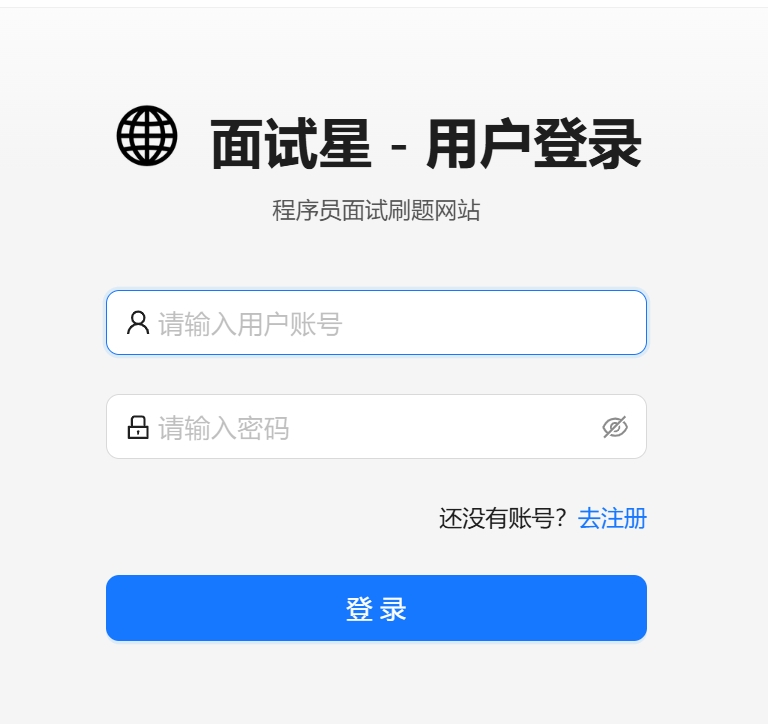 面试星 - 用户登录
程序员面试刷题网站
请输入用户账号
请输入密码
还没有账号？去注册
登 录